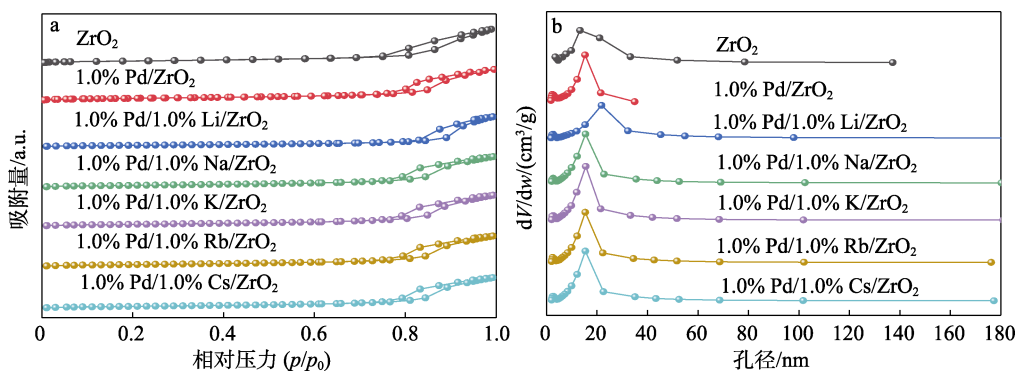 a
ZrO₂
1.0% Pd/ZrO₂
1.0% Pd/1.0% Li/ZrO₂
1.0% Pd/1.0% Na/ZrO₂
1.0% Pd/1.0% K/ZrO₂
1.0% Pd/1.0% Rb/ZrO₂
1.0% Pd/1.0% Cs/ZrO₂
吸附量/a.u.
0 0.2 0.4 0.6 0.8 1.0
相对压力 (p/p₀)
b
ZrO₂
1.0% Pd/ZrO₂
1.0% Pd/1.0% Li/ZrO₂
1.0% Pd/1.0% Na/ZrO₂
1.0% Pd/1.0% K/ZrO₂
1.0% Pd/1.0% Rb/ZrO₂
1.0% Pd/1.0% Cs/ZrO₂
dV/dw/(cm³/g)
0 20 40 60 80 100 120 140 160 180
孔径/nm